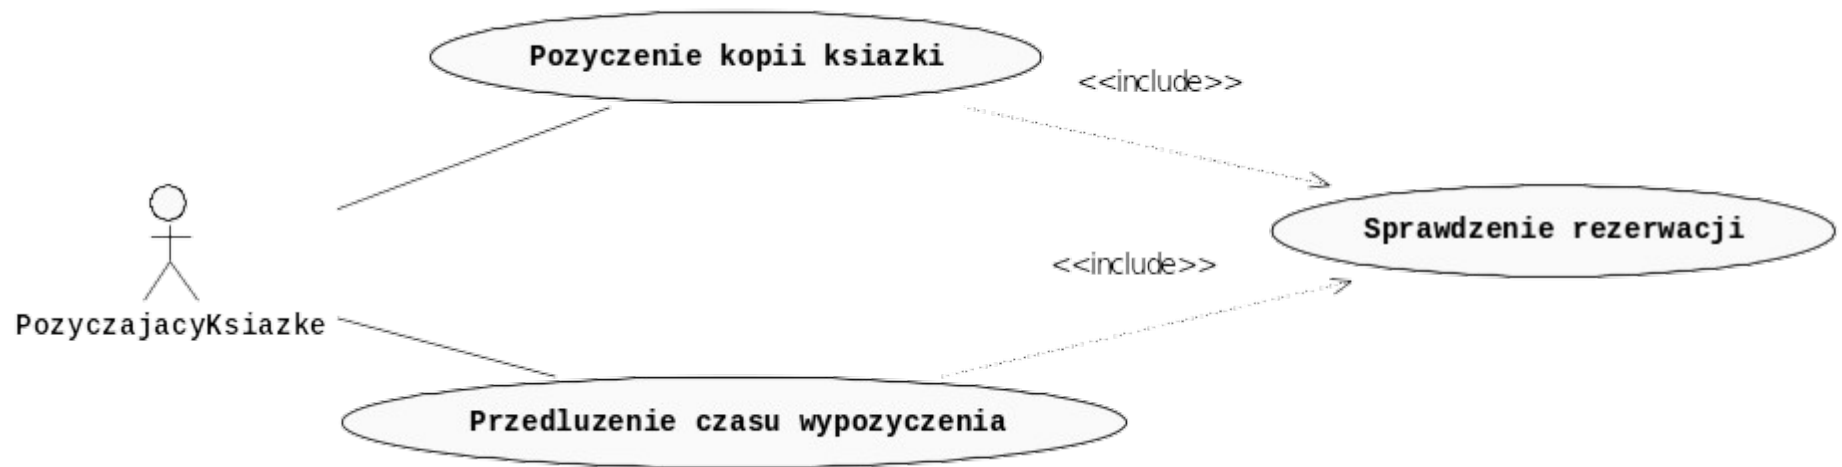 Pozyczenie kopii ksiazki
<<include>>
Sprawdzenie rezerwacji
<<include>>
PozyczajacyKsiazke
Przedluzenie czasu wypozyczenia